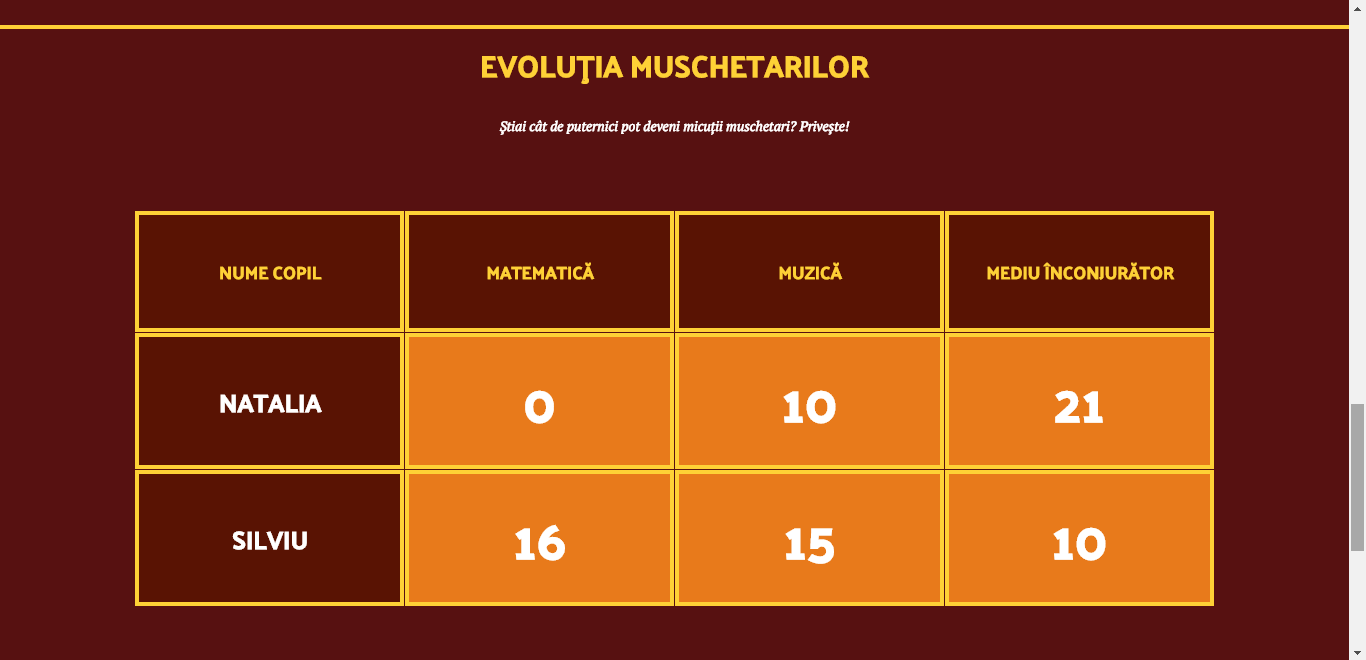 EVOLUŢIA MUSCHETARILOR
Ştiai cât de puternici pot deveni micuţii muschetari? Priveşte!
NUME COPIL MATEMATICĂ MUZICĂ MEDIU ÎNCONJURĂTOR
NATALIA 0 10 21
SILVIU 16 15 10